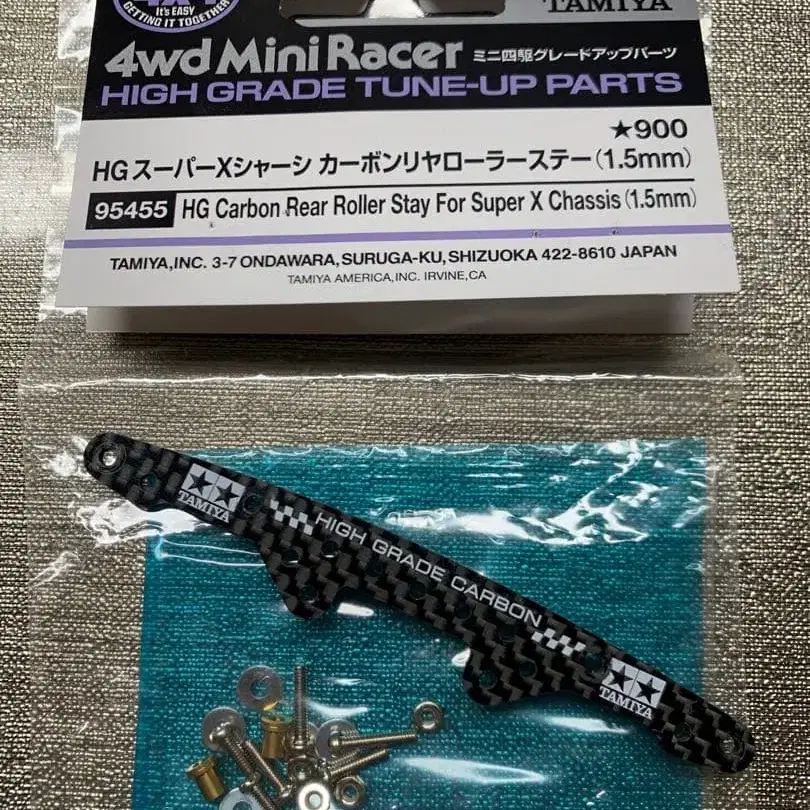 It's EASY
GETTING IT TOGETHER
TAMIYA
4wd Mini Racer ミニ四駆グレードアップパーツ
HIGH GRADE TUNE-UP PARTS
★900
HG スーパーXシャーシ カーボンリヤローラーステー(1.5mm)
95455 HG Carbon Rear Roller Stay For Super X Chassis (1.5mm)
TAMIYA,INC. 3-7 ONDAWARA,SURUGA-KU,SHIZUOKA 422-8610 JAPAN
TAMIYA AMERICA,INC. IRVINE,CA
TAMIYA
HIGH GRADE CARBON
TAMIYA